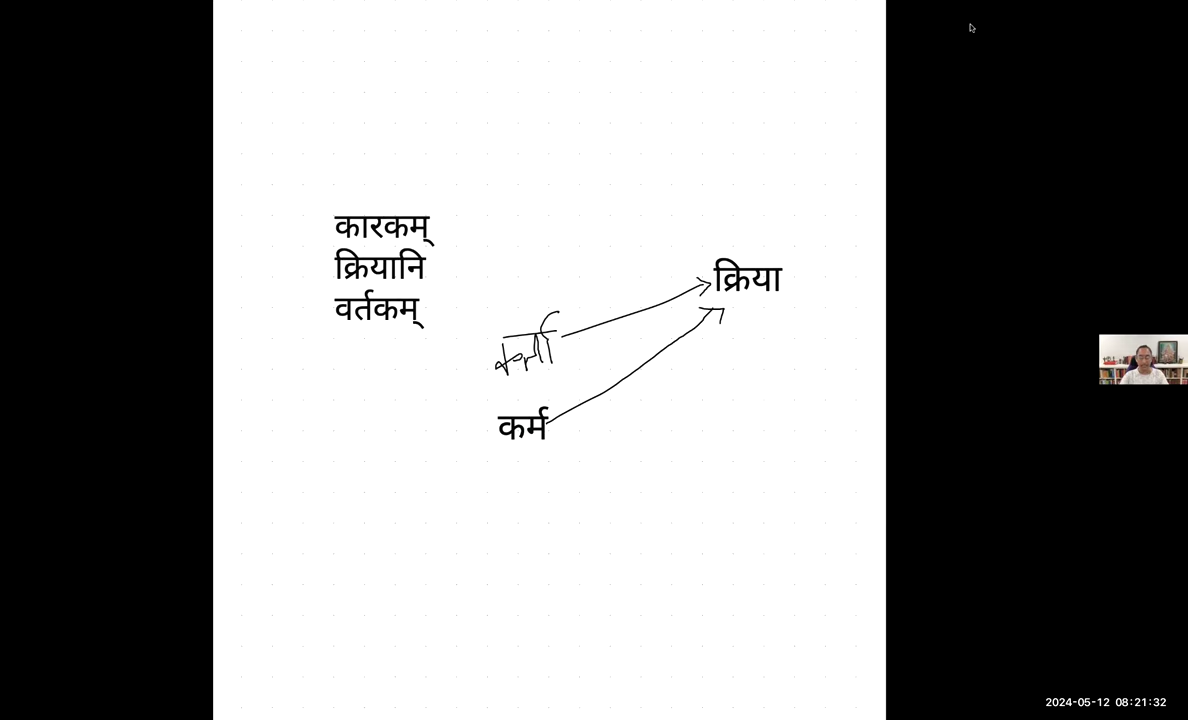 कारकम्
क्रियानि
वर्तकम्
क्रिया
कर्ता
कर्म
2024-05-12 08:21:32